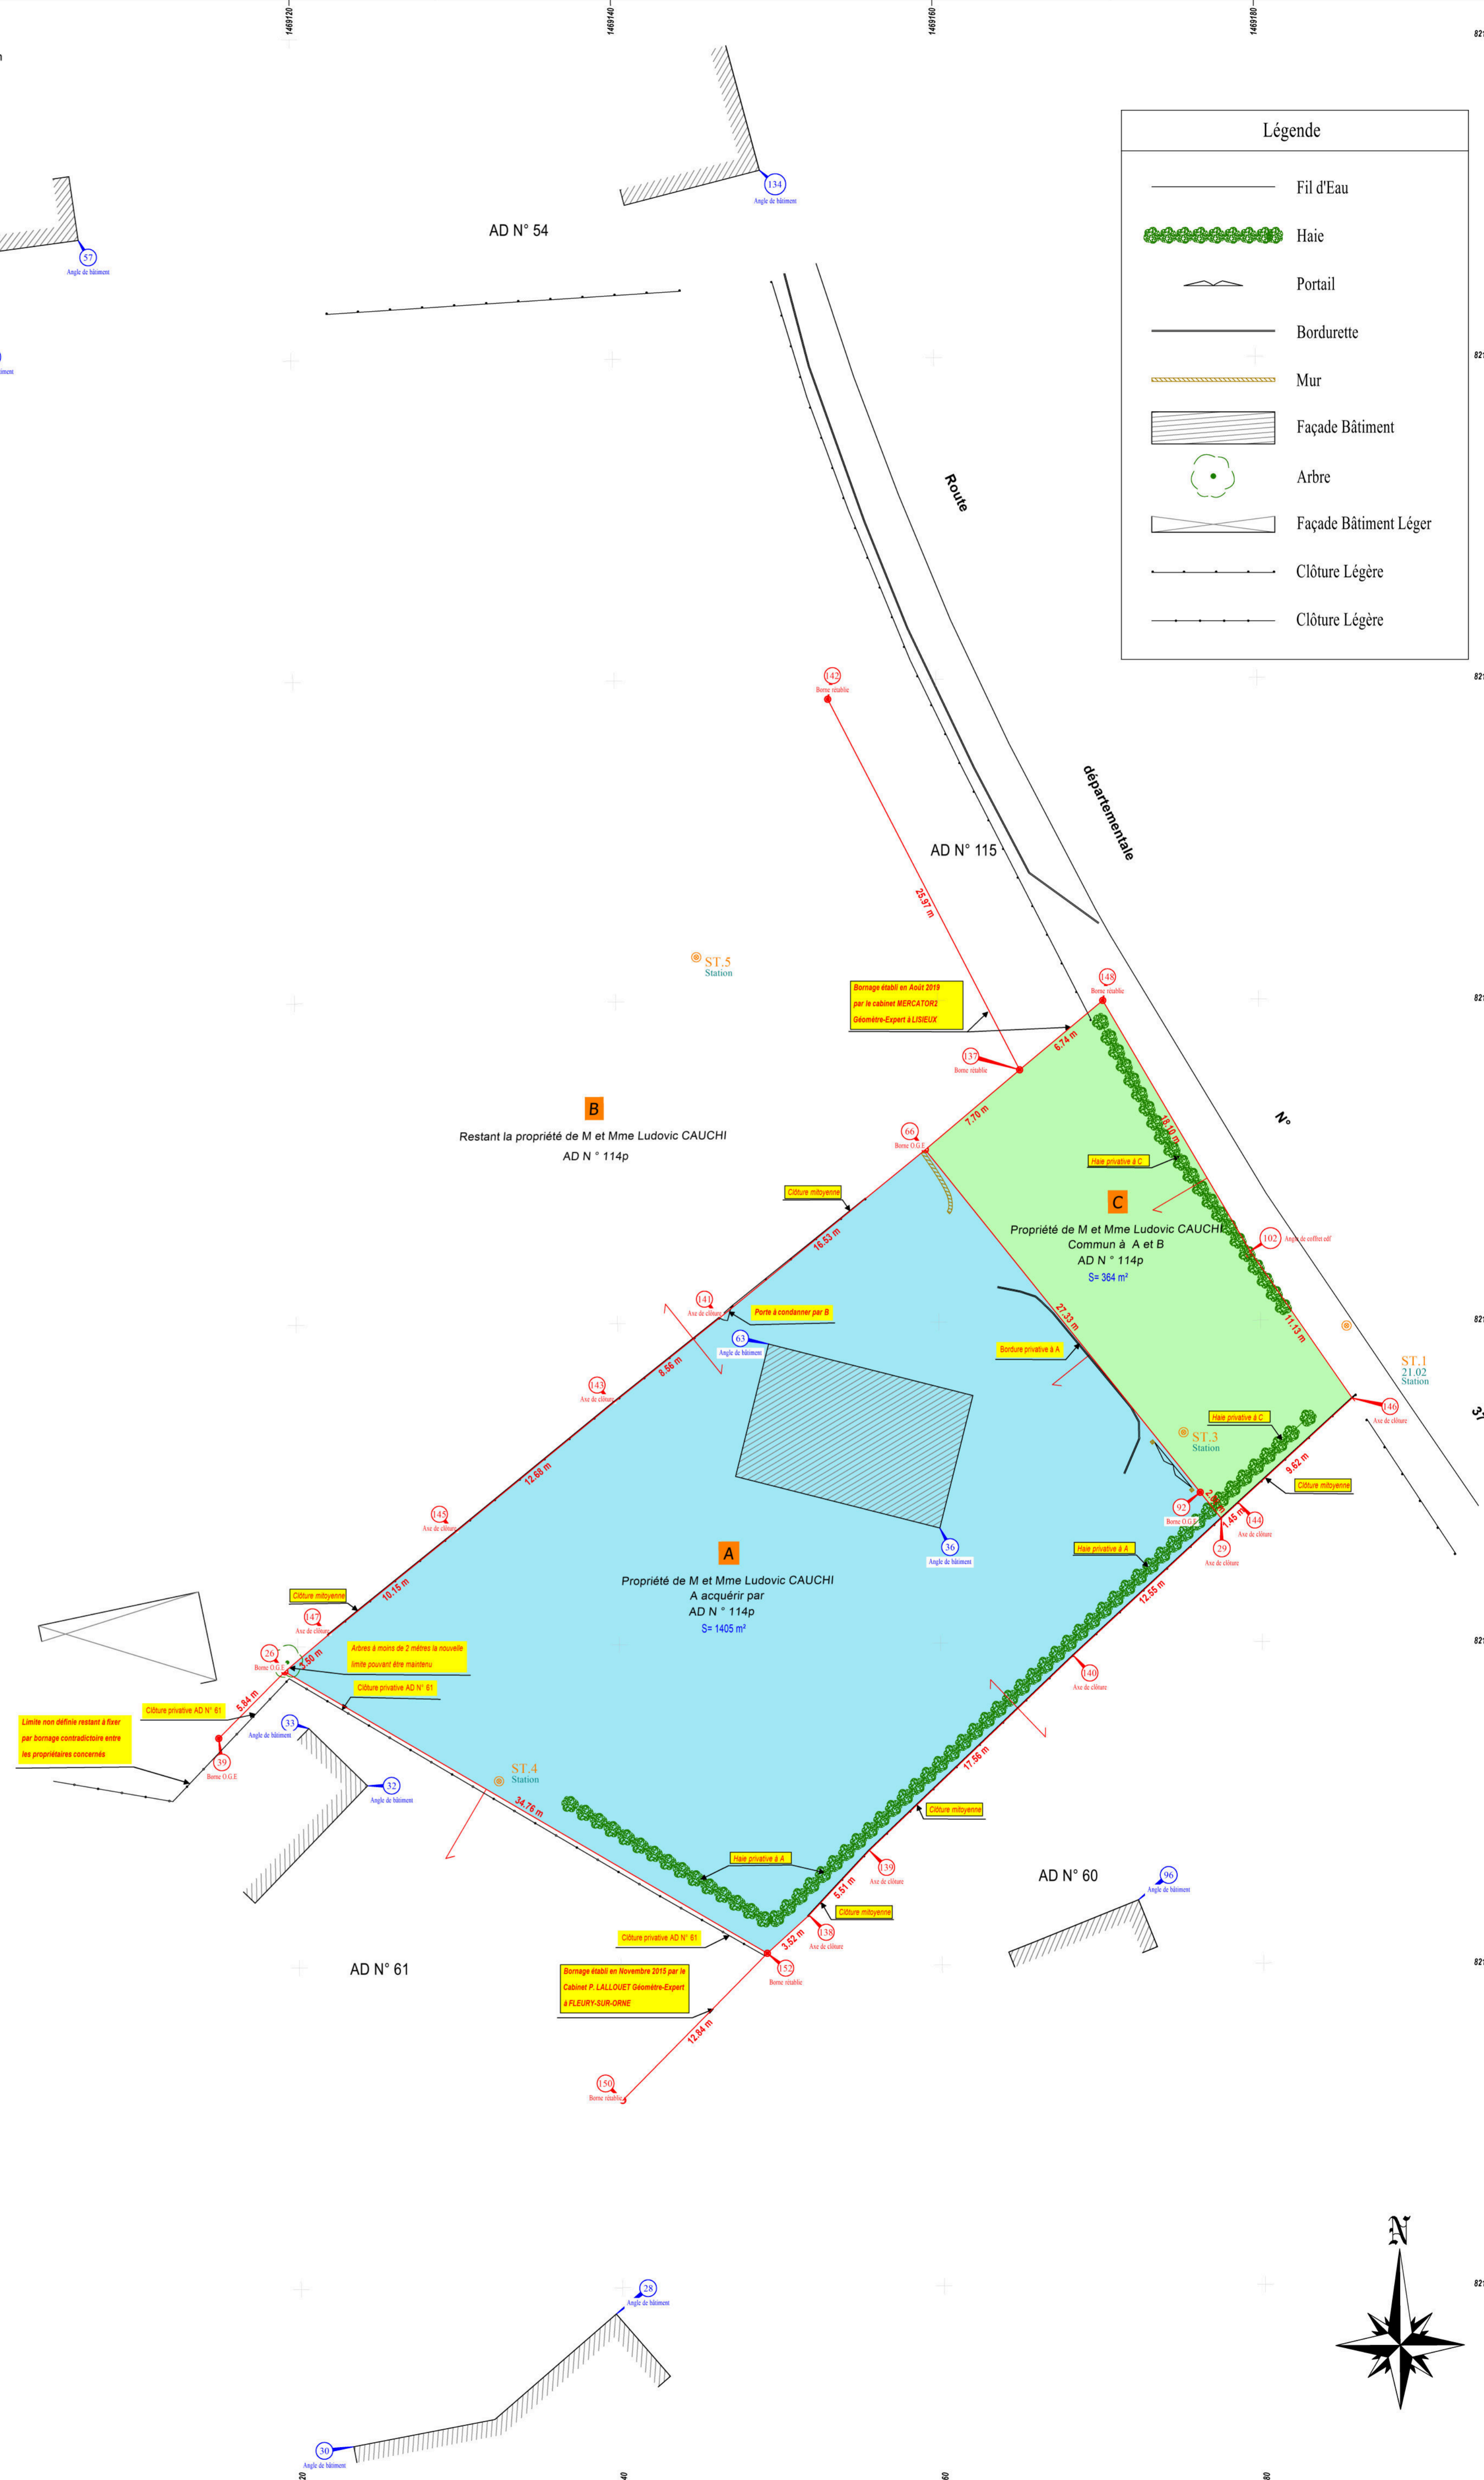 1469120
1469140
1469160
1469180
Légende
Fil d'Eau
Haie
Portail
Bordurette
Mur
Façade Bâtiment
Arbre
Façade Bâtiment Léger
Clôture Légère
Clôture Légère
134
Angle de bâtiment
57
Angle de bâtiment
AD N° 54
Route
départementale
N°
142
Borne rétablie
25.97 m
AD N° 115
ST.5
Station
148
Borne rétablie
Bornage établi en Août 2019
par le cabinet MERCATOR2
Géomètre-Expert à LISIEUX
6.74 m
137
Borne rétablie
7.70 m
66
Borne O.G.E
B
Restant la propriété de M et Mme Ludovic CAUCHI
AD N ° 114p
18.10 m
Haie privative à C
C
Propriété de M et Mme Ludovic CAUCHI
Commun à A et B
AD N ° 114p
S= 364 m²
102
Angle de coffret edf
Clôture mitoyenne
16.53 m
141
Axe de clôture
Porte à condanner par B
63
Angle de bâtiment
27.33 m
11.13 m
Bordure privative à A
8.56 m
143
Axe de clôture
ST.1
21.02
Station
146
Axe de clôture
Haie privative à C
ST.3
Station
9.62 m
Clôture mitoyenne
12.68 m
145
Axe de clôture
92
Borne O.G.E
1.45 m
144
Axe de clôture
29
Axe de clôture
36
Angle de bâtiment
Haie privative à A
A
Propriété de M et Mme Ludovic CAUCHI
A acquérir par
AD N ° 114p
S= 1405 m²
12.55 m
10.15 m
Clôture mitoyenne
147
Axe de clôture
26
Borne O.G.E
3.50 m
Arbres à moins de 2 mètres la nouvelle
limite pouvant être maintenu
Clôture privative AD N° 61
140
Axe de clôture
5.84 m
Clôture privative AD N° 61
Limite non définie restant à fixer
par bornage contradictoire entre
les propriétaires concernés
33
Angle de bâtiment
39
Borne O.G.E
32
Angle de bâtiment
ST.4
Station
34.76 m
17.56 m
Clôture mitoyenne
Haie privative à A
139
Axe de clôture
5.51 m
Clôture mitoyenne
AD N° 60
96
Angle de bâtiment
138
Axe de clôture
3.52 m
Clôture privative AD N° 61
152
Borne rétablie
AD N° 61
Bornage établi en Novembre 2015 par le
Cabinet P. LALLOUET Géomètre-Expert
à FLEURY-SUR-ORNE
12.84 m
150
Borne rétablie
N
28
Angle de bâtiment
30
Angle de bâtiment